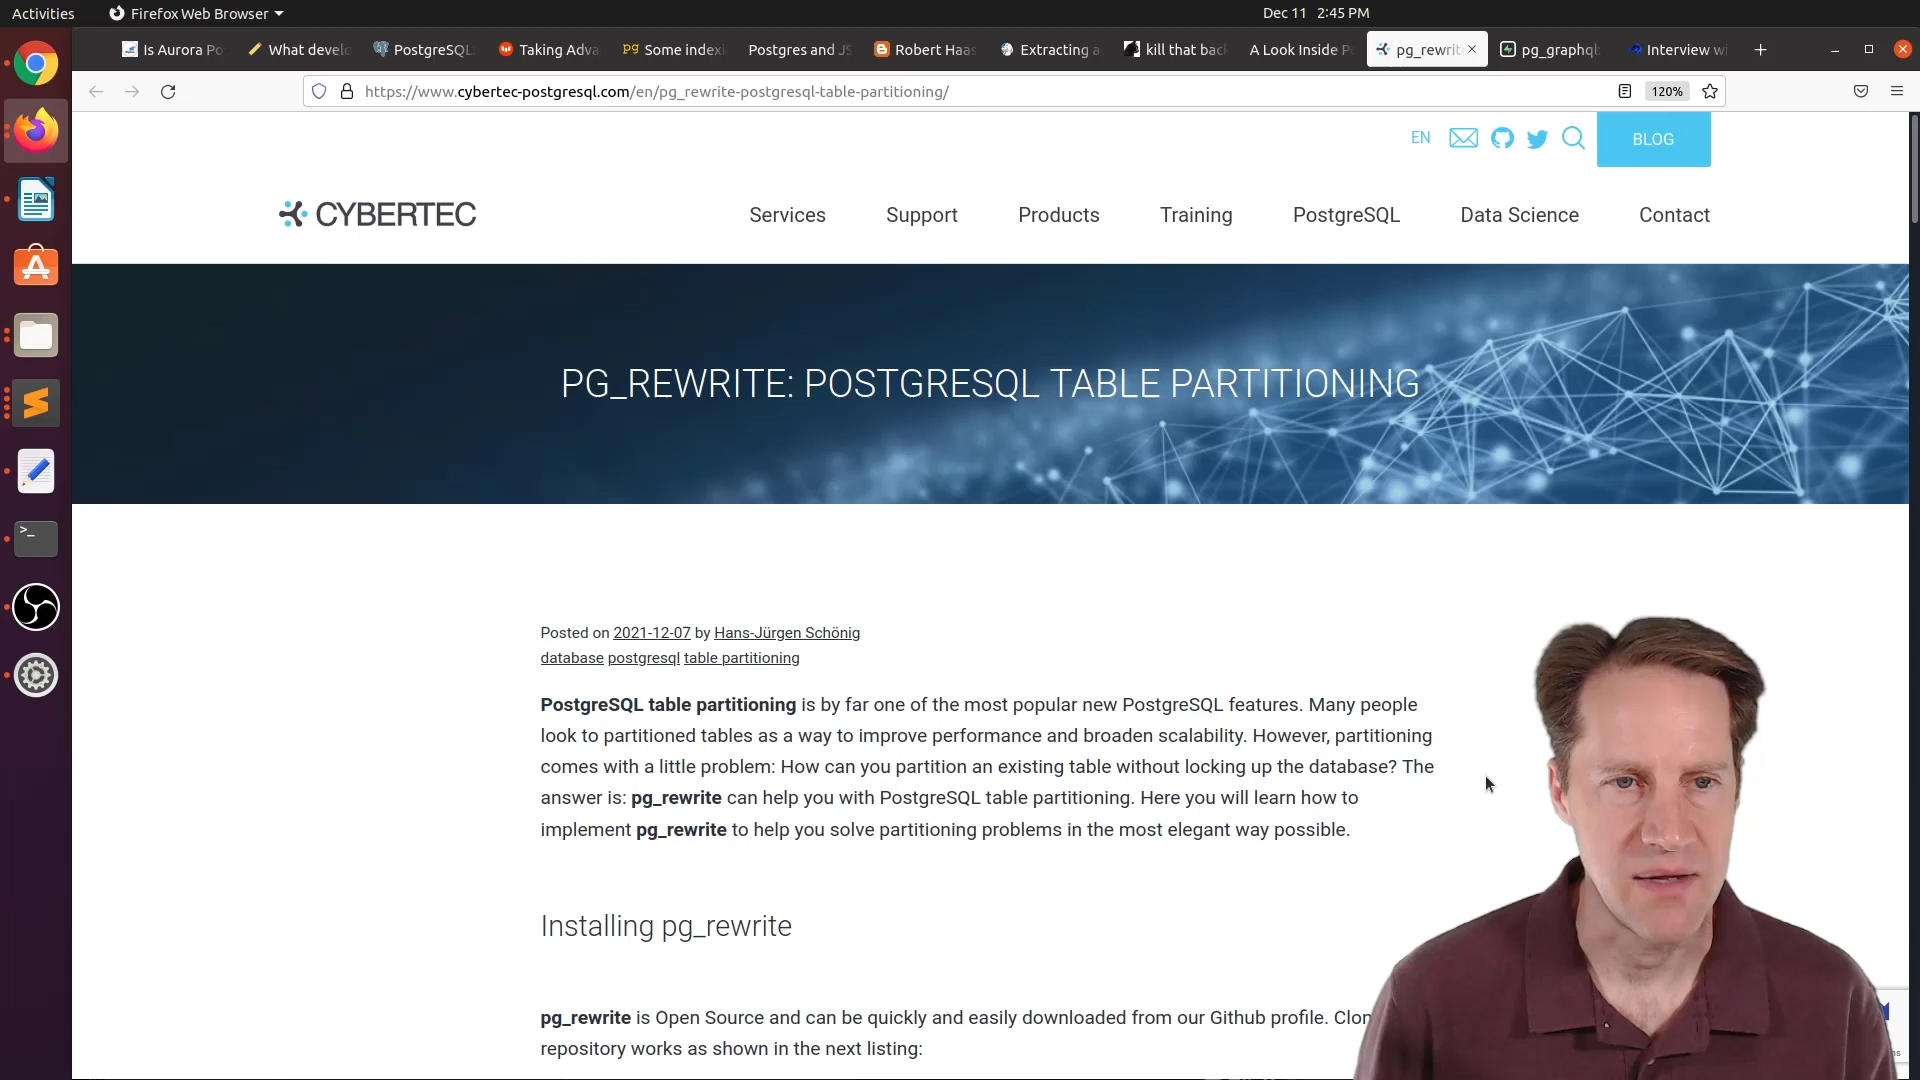 Activities
Firefox Web Browser
Dec 11 2:45 PM
Is Aurora Po
What develo
PostgreSQL
Taking Adva
Some indexi
Postgres and JS
Robert Haas
Extracting a
kill that back
A Look Inside P
pg_rewrit
pg_graphql
Interview wi
https://www.cybertec-postgresql.com/en/pg_rewrite-postgresql-table-partitioning/
120%
EN
BLOG
CYBERTEC
Services
Support
Products
Training
PostgreSQL
Data Science
Contact
PG_REWRITE: POSTGRESQL TABLE PARTITIONING
Posted on 2021-12-07 by Hans-Jürgen Schönig
database postgresql table partitioning
PostgreSQL table partitioning is by far one of the most popular new PostgreSQL features. Many people
look to partitioned tables as a way to improve performance and broaden scalability. However, partitioning
comes with a little problem: How can you partition an existing table without locking up the database? The
answer is: pg_rewrite can help you with PostgreSQL table partitioning. Here you will learn how to
implement pg_rewrite to help you solve partitioning problems in the most elegant way possible.
Installing pg_rewrite
pg_rewrite is Open Source and can be quickly and easily downloaded from our Github profile. Clon
repository works as shown in the next listing: